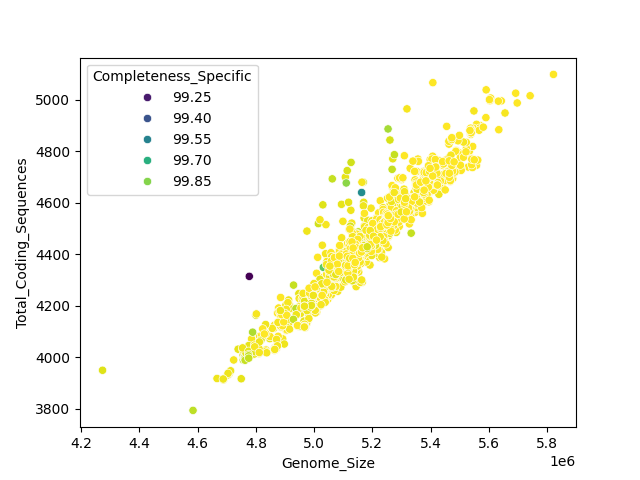 Completeness_Specific
99.25
99.40
99.55
99.70
99.85
Total_Coding_Sequences
5000
4800
4600
4400
4200
4000
3800
4.2 4.4 4.6 4.8 5.0 5.2 5.4 5.6 5.8
1e6
Genome_Size